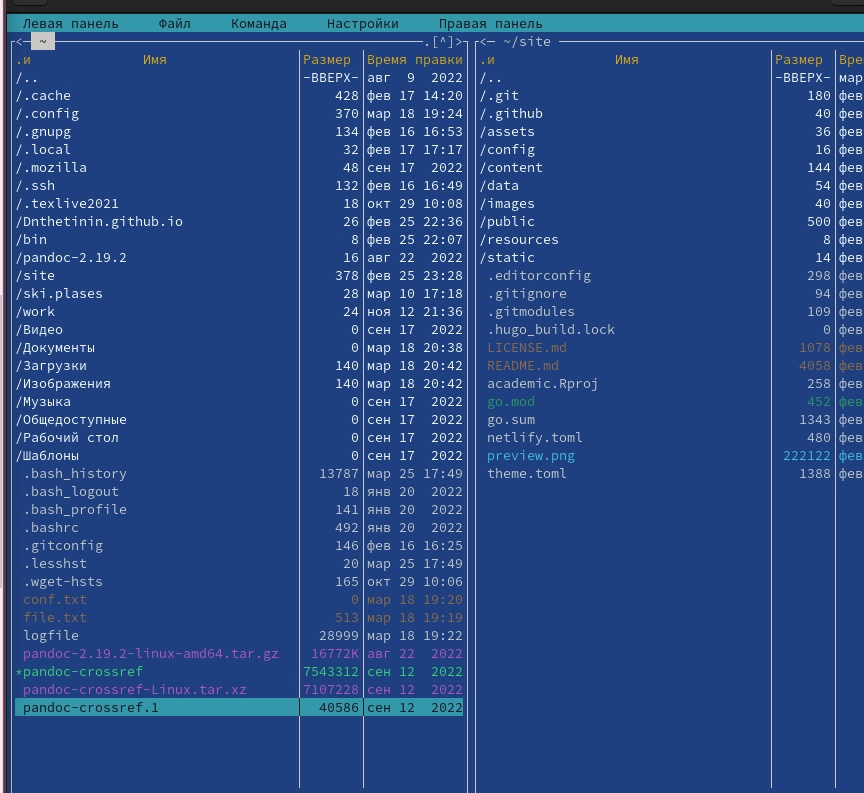 Левая панель Файл Команда Настройки Правая панель
<─ ~ .[^]>
.и Имя Размер Время правки
/.. -ВВЕРХ- авг 9 2022
/.cache 428 фев 17 14:20
/.config 370 мар 18 19:24
/.gnupg 134 фев 16 16:53
/.local 32 фев 17 17:17
/.mozilla 48 сен 17 2022
/.ssh 132 фев 16 16:49
/.texlive2021 18 окт 29 10:08
/Dnthetinin.github.io 26 фев 25 22:36
/bin 8 фев 25 22:07
/pandoc-2.19.2 16 авг 22 2022
/site 378 фев 25 23:28
/ski.plases 28 мар 10 17:18
/work 24 ноя 12 21:36
/Видео 0 сен 17 2022
/Документы 0 мар 18 20:38
/Загрузки 140 мар 18 20:42
/Изображения 140 мар 18 20:42
/Музыка 0 сен 17 2022
/Общедоступные 0 сен 17 2022
/Рабочий стол 0 сен 17 2022
/Шаблоны 0 сен 17 2022
.bash_history 13787 мар 25 17:49
.bash_logout 18 янв 20 2022
.bash_profile 141 янв 20 2022
.bashrc 492 янв 20 2022
.gitconfig 146 фев 16 16:25
.lesshst 20 мар 25 17:49
.wget-hsts 165 окт 29 10:06
conf.txt 0 мар 18 19:20
file.txt 513 мар 18 19:19
logfile 28999 мар 18 19:22
pandoc-2.19.2-linux-amd64.tar.gz 16772K авг 22 2022
*pandoc-crossref 7543312 сен 12 2022
pandoc-crossref-Linux.tar.xz 7107228 сен 12 2022
pandoc-crossref.1 40586 сен 12 2022
<─ ~/site
.и Имя Размер Вре
/.. -ВВЕРХ- мар
/.git 180 фев
/.github 40 фев
/assets 36 фев
/config 16 фев
/content 144 фев
/data 54 фев
/images 40 фев
/public 500 фев
/resources 8 фев
/static 14 фев
.editorconfig 298 фев
.gitignore 94 фев
.gitmodules 109 фев
.hugo_build.lock 0 фев
LICENSE.md 1078 фев
README.md 4058 фев
academic.Rproj 258 фев
go.mod 452 фев
go.sum 1343 фев
netlify.toml 480 фев
preview.png 222122 фев
theme.toml 1388 фев